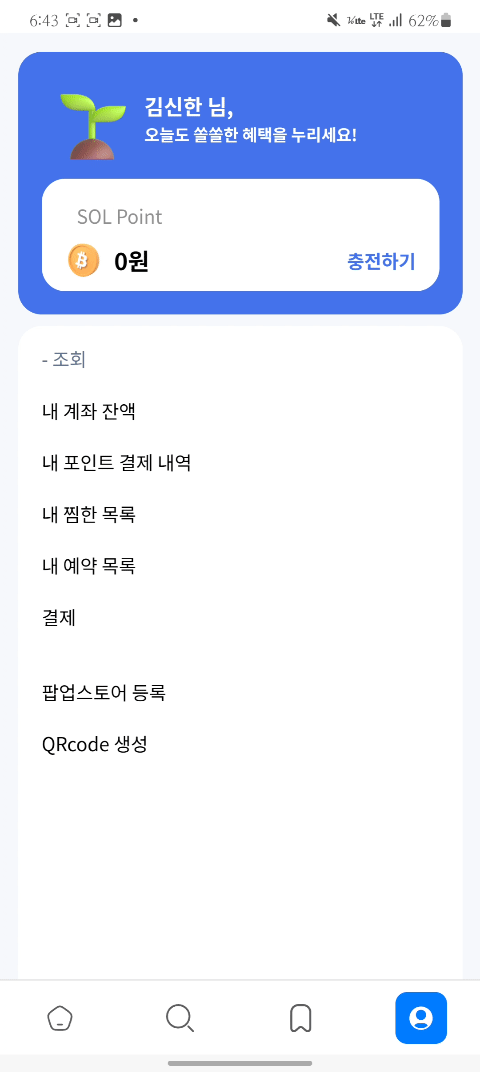 6:43
LTE
62%
김신한 님,
오늘도 쏠쏠한 혜택을 누리세요!
SOL Point
0원
충전하기
- 조회
내 계좌 잔액
내 포인트 결제 내역
내 찜한 목록
내 예약 목록
결제
팝업스토어 등록
QRcode 생성